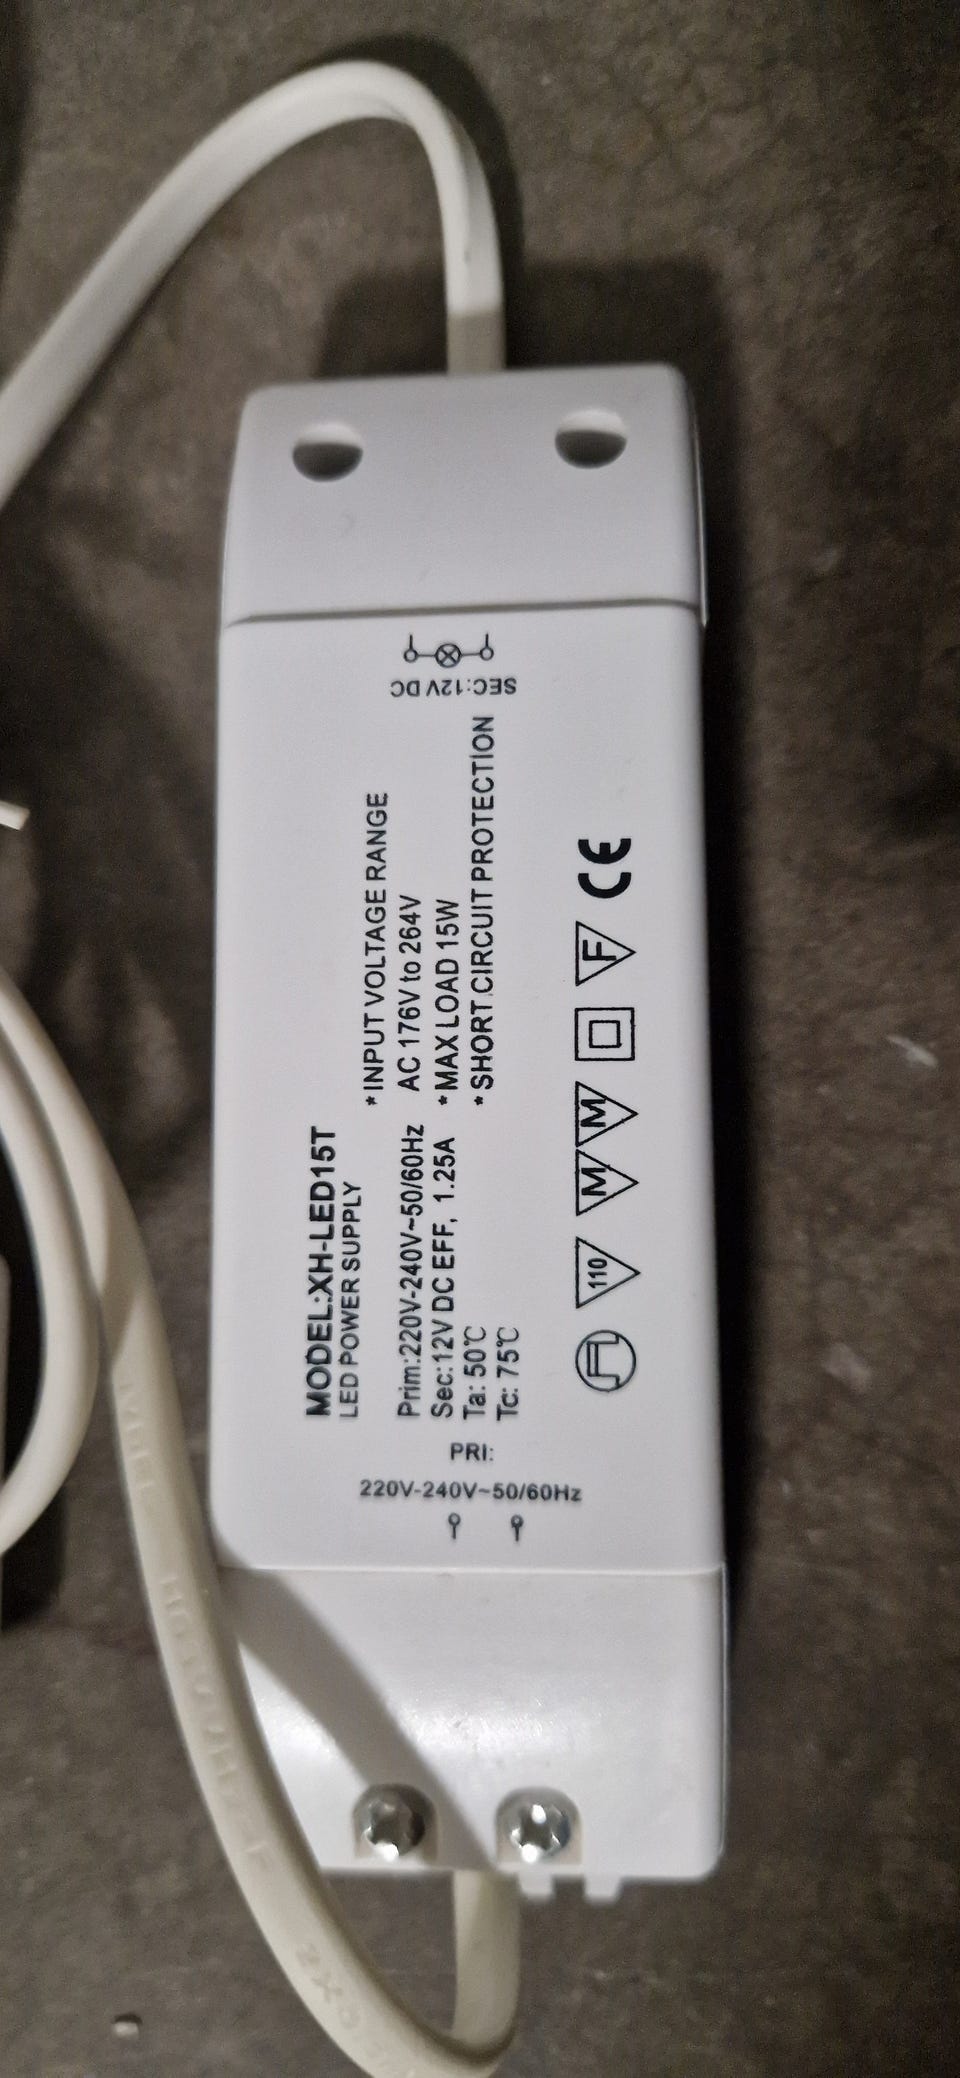 MODEL:XH-LED15T
LED POWER SUPPLY
Prim:220V-240V~50/60Hz
Sec:12V DC EFF, 1.25A
Ta: 50℃
Tc: 75℃
*INPUT VOLTAGE RANGE
AC 176V to 264V
*MAX LOAD 15W
*SHORT CIRCUIT PROTECTION
110
M
M
F
CE
SEC:12V DC
PRI:
220V-240V~50/60Hz